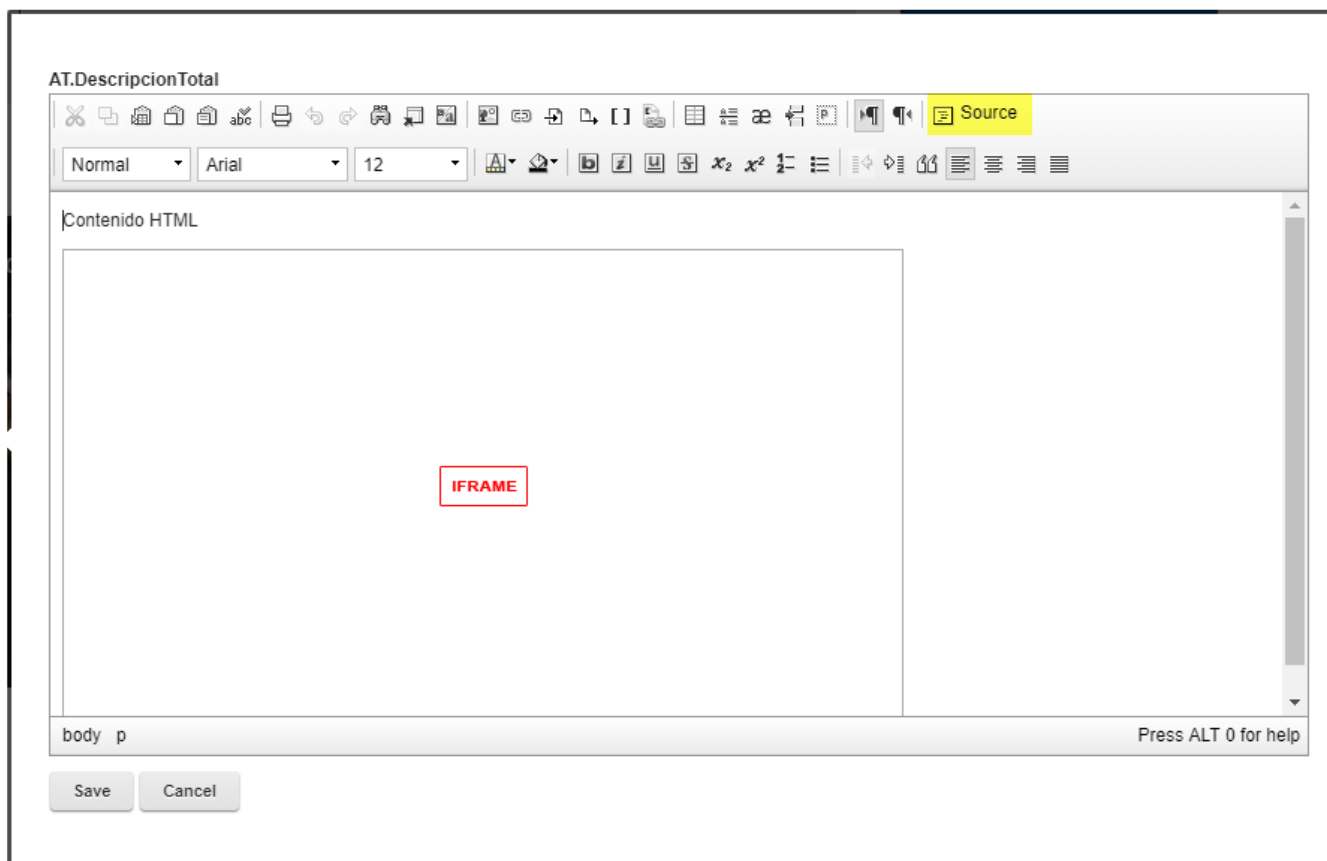 AT.DescripcionTotal
Source
Normal Arial 12
Contenido HTML
IFRAME
body p Press ALT 0 for help
Save Cancel